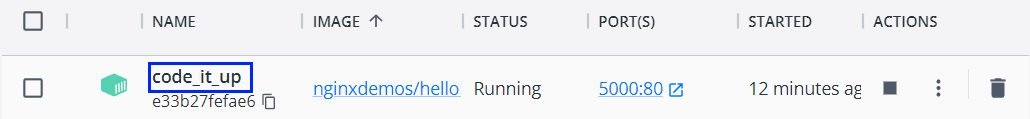 NAME IMAGE STATUS PORT(S) STARTED ACTIONS
code_it_up
e33b27fefae6 nginxdemos/hello Running 5000:80 12 minutes ag